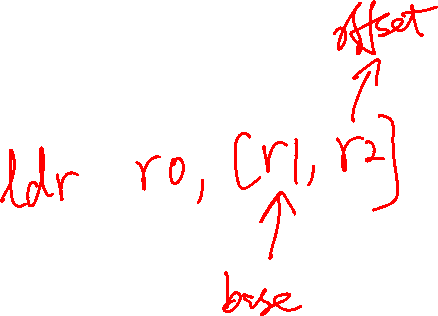 offset
ldr r0, [r1, r2]
base